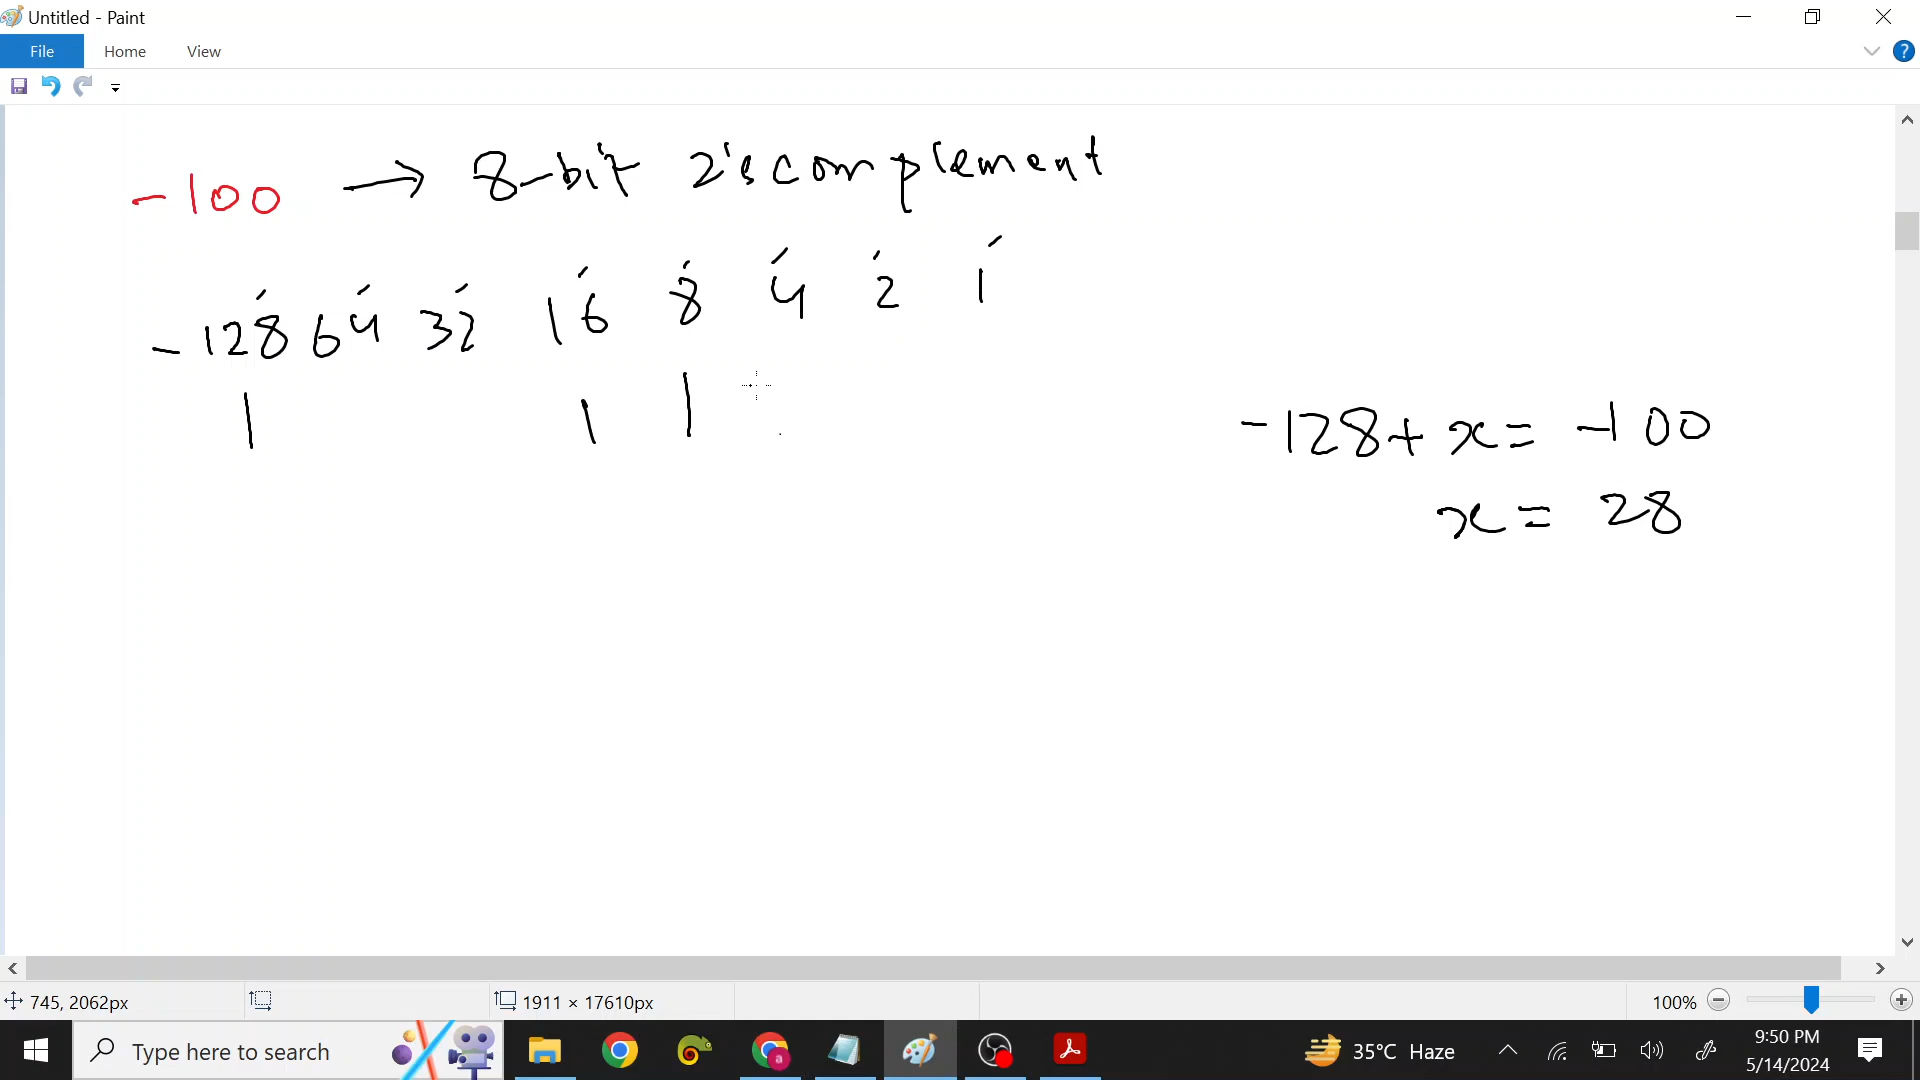 Untitled - Paint
File Home View
-100 → 8-bit 2's complement
-128 64 32 16 8 4 2 1
1 1 1
-128+x= -100
x= 28
745, 2062px 1911 × 17610px 100%
Type here to search 35°C Haze 9:50 PM
5/14/2024